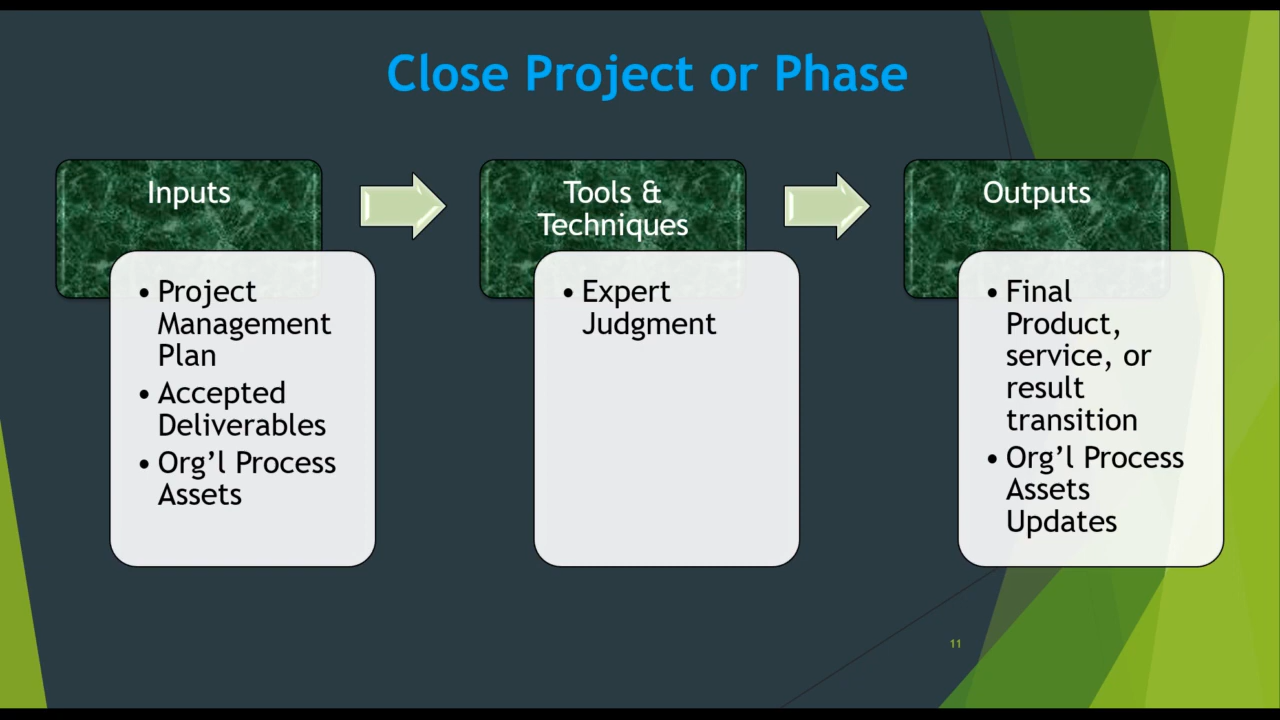 Close Project or Phase
Inputs
• Project
Management
Plan
• Accepted
Deliverables
• Org’l Process
Assets
Tools &
Techniques
• Expert
Judgment
Outputs
• Final
Product,
service, or
result
transition
• Org’l Process
Assets
Updates
11